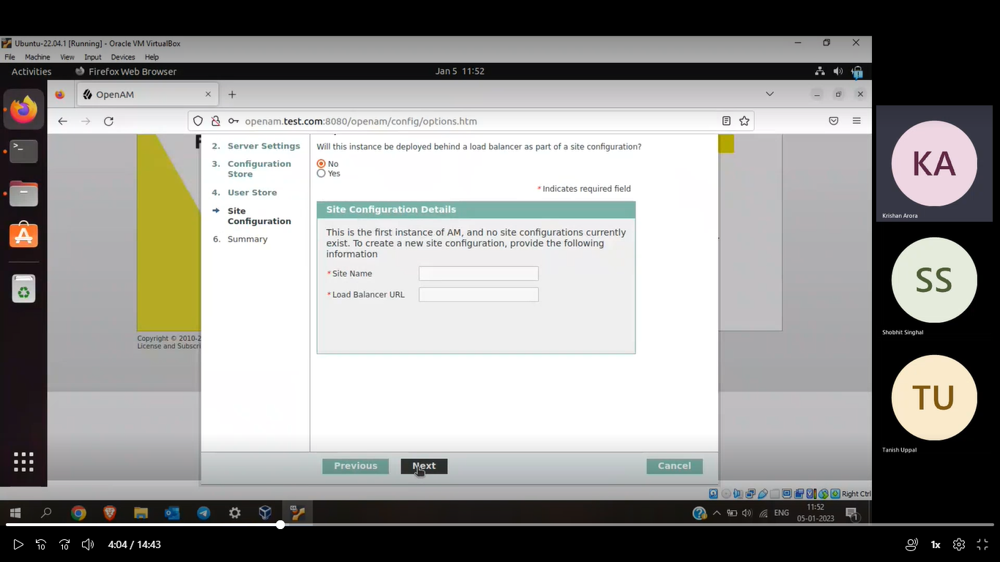 Ubuntu-22.04.1 [Running] - Oracle VM VirtualBox
File Machine View Input Devices Help
Activities Firefox Web Browser Jan 5 11:52
OpenAM
openam.test.com:8080/openam/config/options.htm
2. Server Settings
3. Configuration
Store
4. User Store
Site
Configuration
6. Summary
Will this instance be deployed behind a load balancer as part of a site configuration?
No
Yes
* Indicates required field
Site Configuration Details
This is the first instance of AM, and no site configurations currently
exist. To create a new site configuration, provide the following
information
* Site Name
* Load Balancer URL
Copyright © 2010-2
License and Subscri
Previous Next Cancel
Right Ctrl
ENG
11:52
05-01-2023
1
KA
Krishan Arora
SS
Shobhit Singhal
TU
Tanish Uppal
10 10 4:04 / 14:43 1x